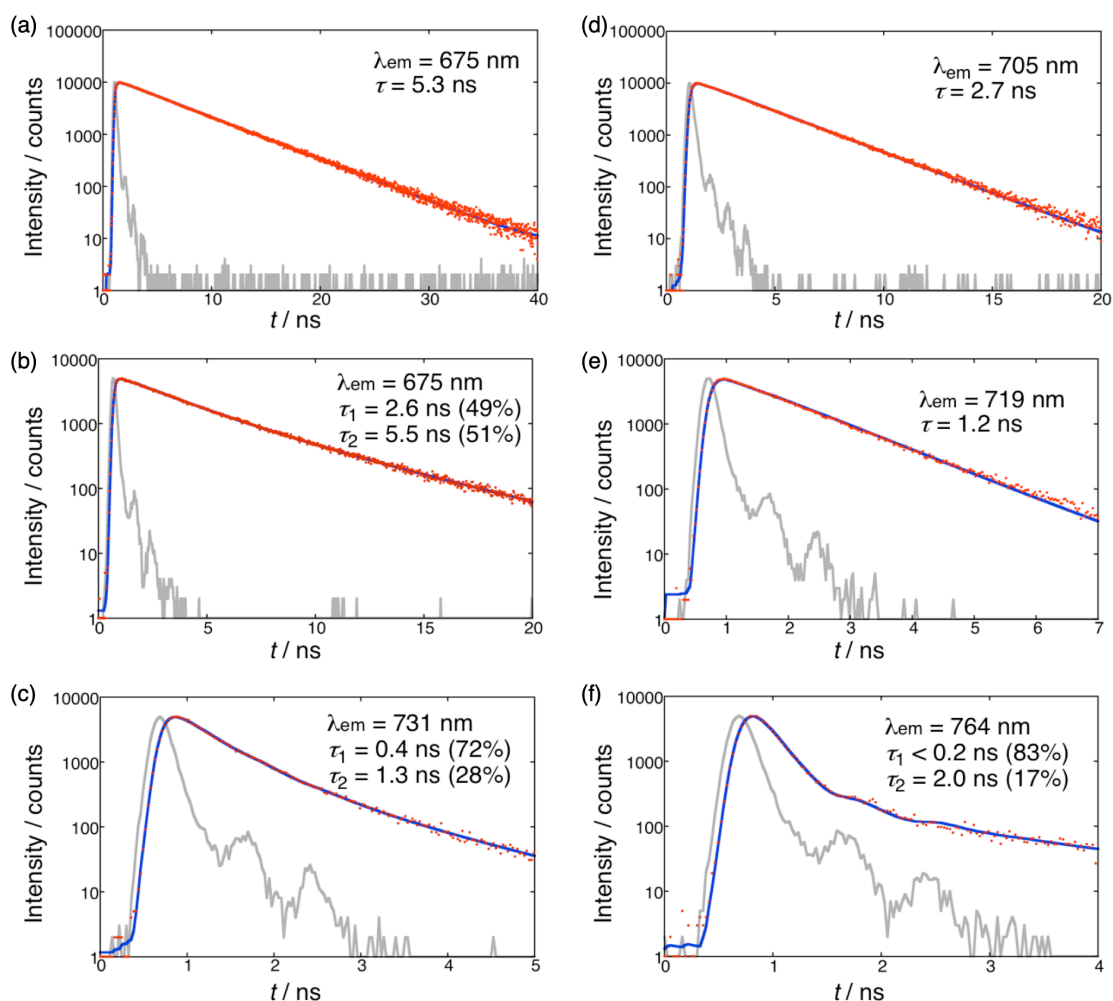 (a)
100000
10000
1000
100
10
1
Intensity / counts
λem = 675 nm
τ = 5.3 ns
0
10
20
30
40
t / ns
(d)
100000
10000
1000
100
10
1
Intensity / counts
λem = 705 nm
τ = 2.7 ns
0
5
10
15
20
t / ns
(b)
10000
1000
100
10
1
Intensity / counts
λem = 675 nm
τ1 = 2.6 ns (49%)
τ2 = 5.5 ns (51%)
0
5
10
15
20
t / ns
(e)
10000
1000
100
10
1
Intensity / counts
λem = 719 nm
τ = 1.2 ns
0
1
2
3
4
5
6
7
t / ns
(c)
10000
1000
100
10
1
Intensity / counts
λem = 731 nm
τ1 = 0.4 ns (72%)
τ2 = 1.3 ns (28%)
0
1
2
3
4
5
t / ns
(f)
10000
1000
100
10
1
Intensity / counts
λem = 764 nm
τ1 < 0.2 ns (83%)
τ2 = 2.0 ns (17%)
0
1
2
3
4
t / ns